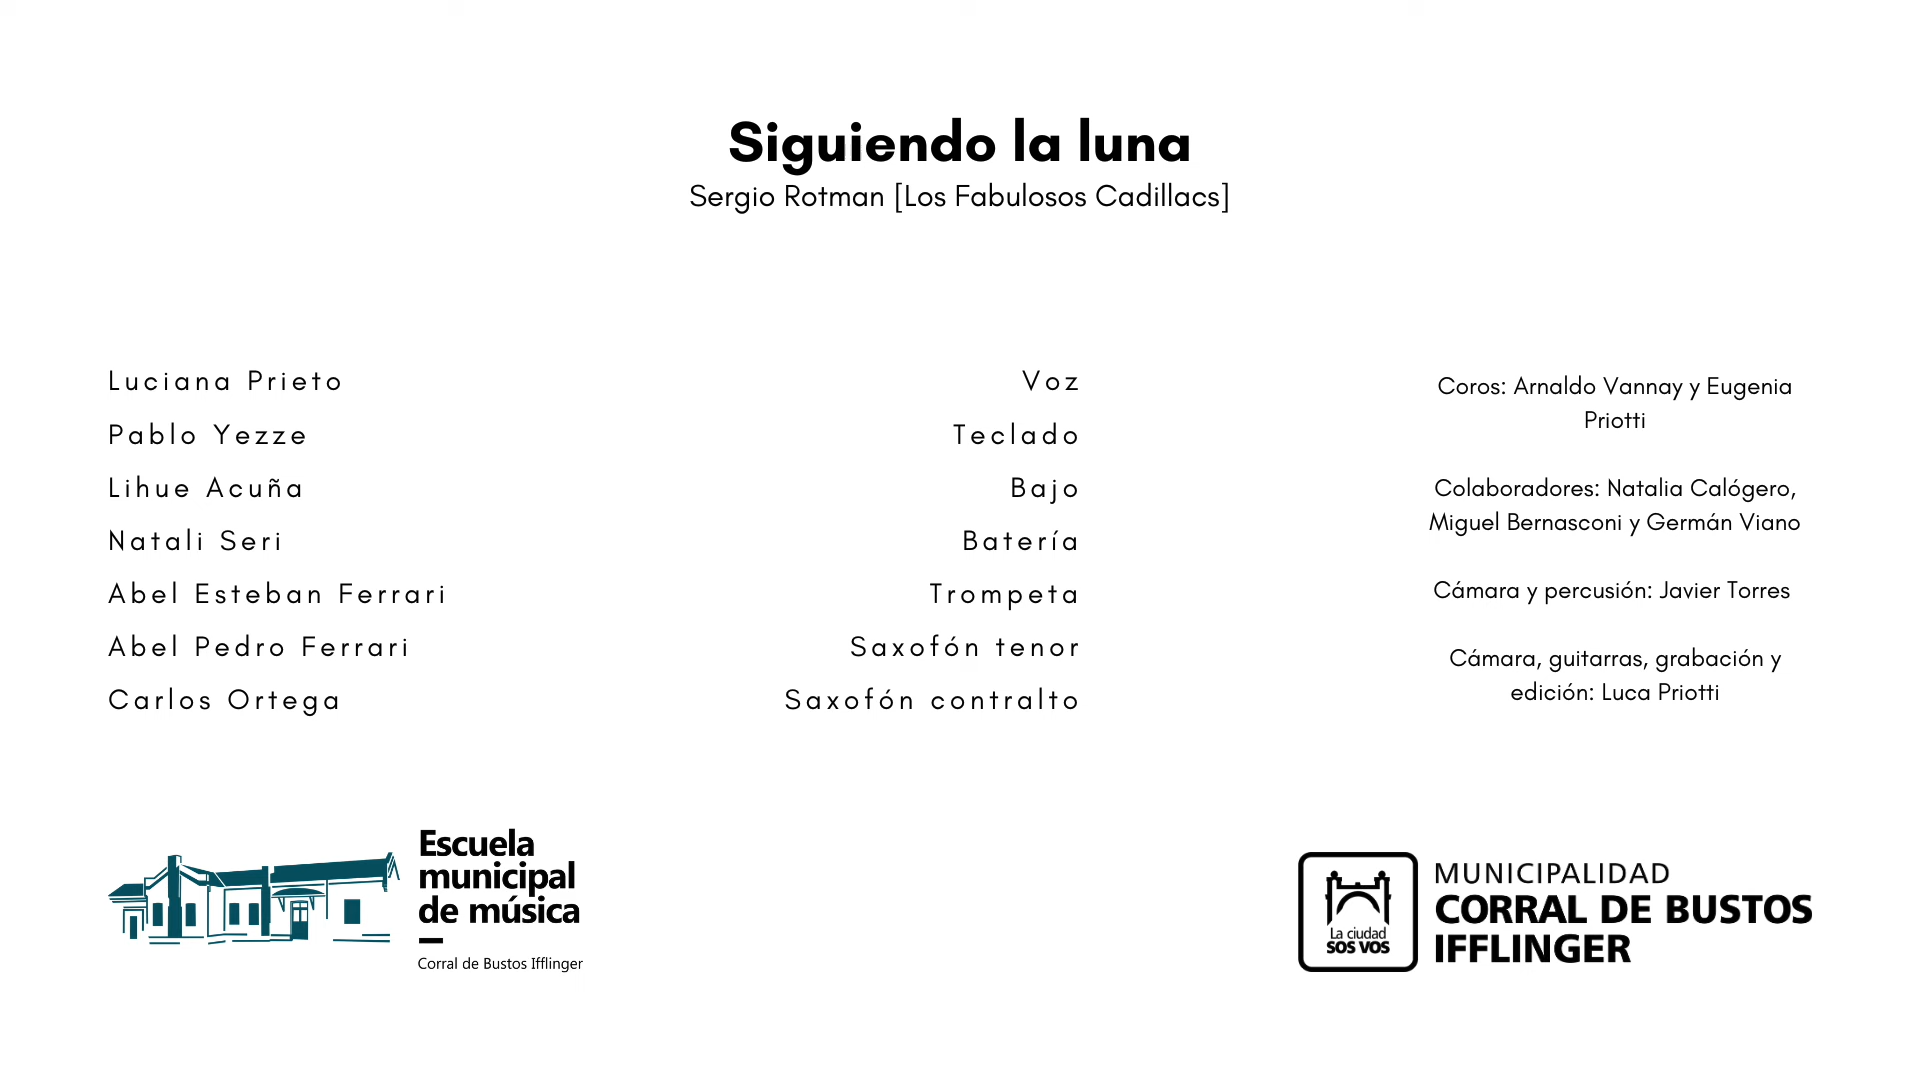 Siguiendo la luna
Sergio Rotman [Los Fabulosos Cadillacs]
Luciana Prieto Voz
Pablo Yezze Teclado
Lihue Acuña Bajo
Natali Seri Batería
Abel Esteban Ferrari Trompeta
Abel Pedro Ferrari Saxofón tenor
Carlos Ortega Saxofón contralto
Coros: Arnaldo Vannay y Eugenia
Priotti
Colaboradores: Natalia Calógero,
Miguel Bernasconi y Germán Viano
Cámara y percusión: Javier Torres
Cámara, guitarras, grabación y
edición: Luca Priotti
Escuela
municipal
de música
Corral de Bustos Ifflinger
La ciudad
SOS VOS
MUNICIPALIDAD
CORRAL DE BUSTOS
IFFLINGER